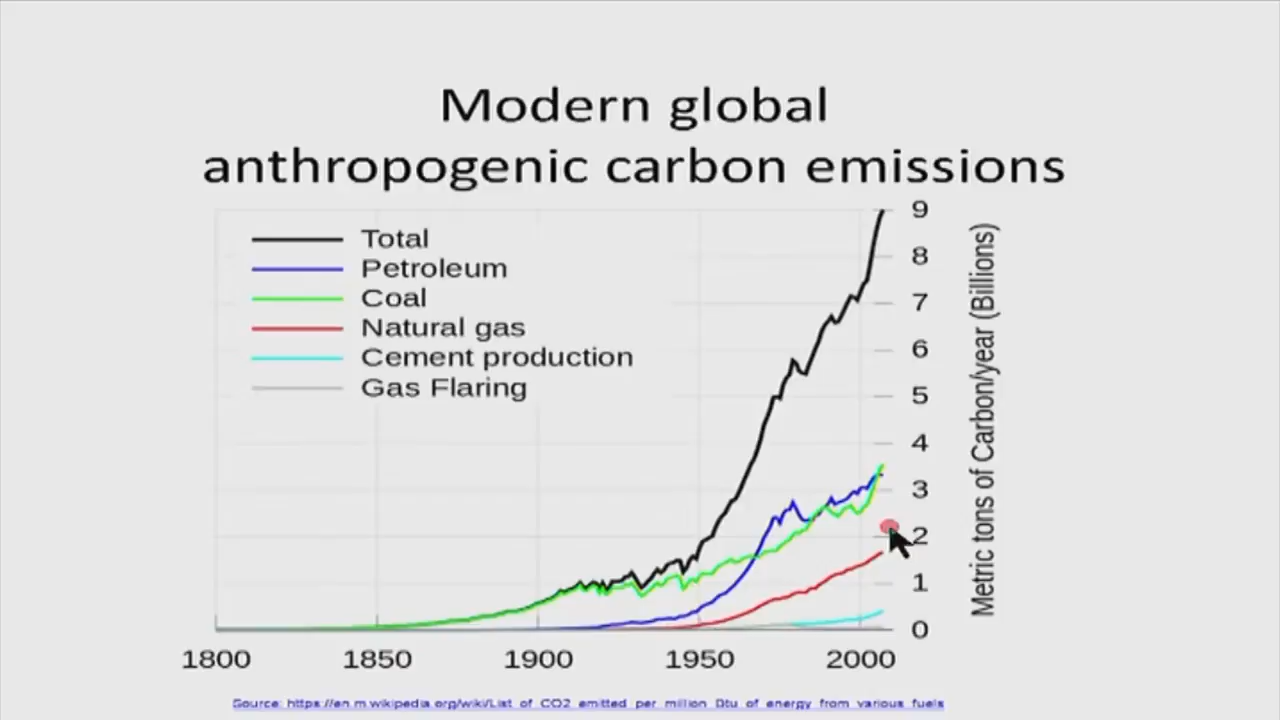 Modern global
anthropogenic carbon emissions
Total
Petroleum
Coal
Natural gas
Cement production
Gas Flaring
9
8
7
6
5
4
3
2
1
0
Metric tons of Carbon/year (Billions)
1800 1850 1900 1950 2000
Source: https://en.m.wikipedia.org/wiki/List_of_CO2_emitted_per_million_Btu_of_energy_from_various_fuels